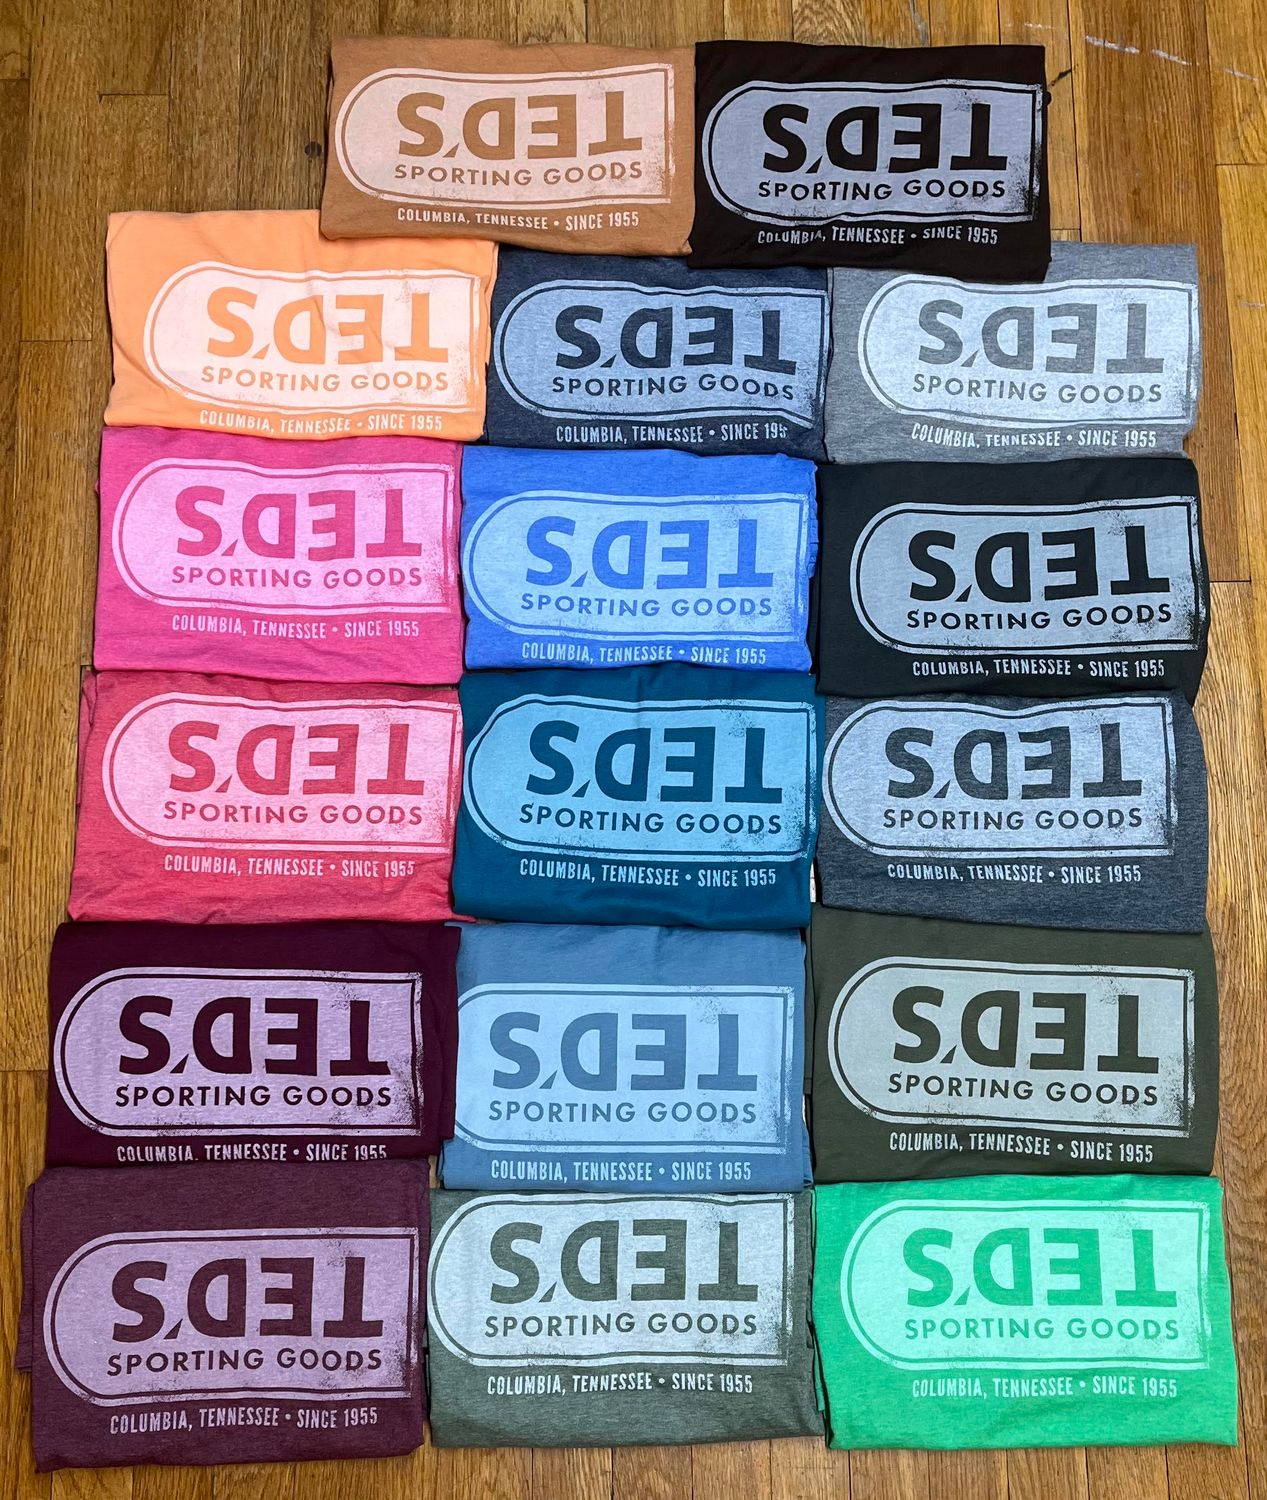 TED'S
SPORTING GOODS
COLUMBIA, TENNESSEE • SINCE 1955
TED'S
SPORTING GOODS
COLUMBIA, TENNESSEE • SINCE 1955
TED'S
SPORTING GOODS
COLUMBIA, TENNESSEE • SINCE 1955
TED'S
SPORTING GOODS
COLUMBIA, TENNESSEE • SINCE 195
TED'S
SPORTING GOODS
COLUMBIA, TENNESSEE • SINCE 1955
TED'S
SPORTING GOODS
COLUMBIA, TENNESSEE • SINCE 1955
TED'S
SPORTING GOODS
COLUMBIA, TENNESSEE • SINCE 1955
TED'S
SPORTING GOODS
COLUMBIA, TENNESSEE • SINCE 1955
TED'S
SPORTING GOODS
COLUMBIA, TENNESSEE • SINCE 1955
TED'S
SPORTING GOODS
COLUMBIA, TENNESSEE • SINCE 1955
TED'S
SPORTING GOODS
COLUMBIA, TENNESSEE • SINCE 1955
TED'S
SPORTING GOODS
COLUMBIA, TENNESSEE • SINCE 1955
TED'S
SPORTING GOODS
COLUMBIA, TENNESSEE • SINCE 1955
TED'S
SPORTING GOODS
COLUMBIA, TENNESSEE • SINCE 1955
TED'S
SPORTING GOODS
COLUMBIA, TENNESSEE • SINCE 1955
TED'S
SPORTING GOODS
COLUMBIA, TENNESSEE • SINCE 1955
TED'S
SPORTING GOODS
COLUMBIA, TENNESSEE • SINCE 1955